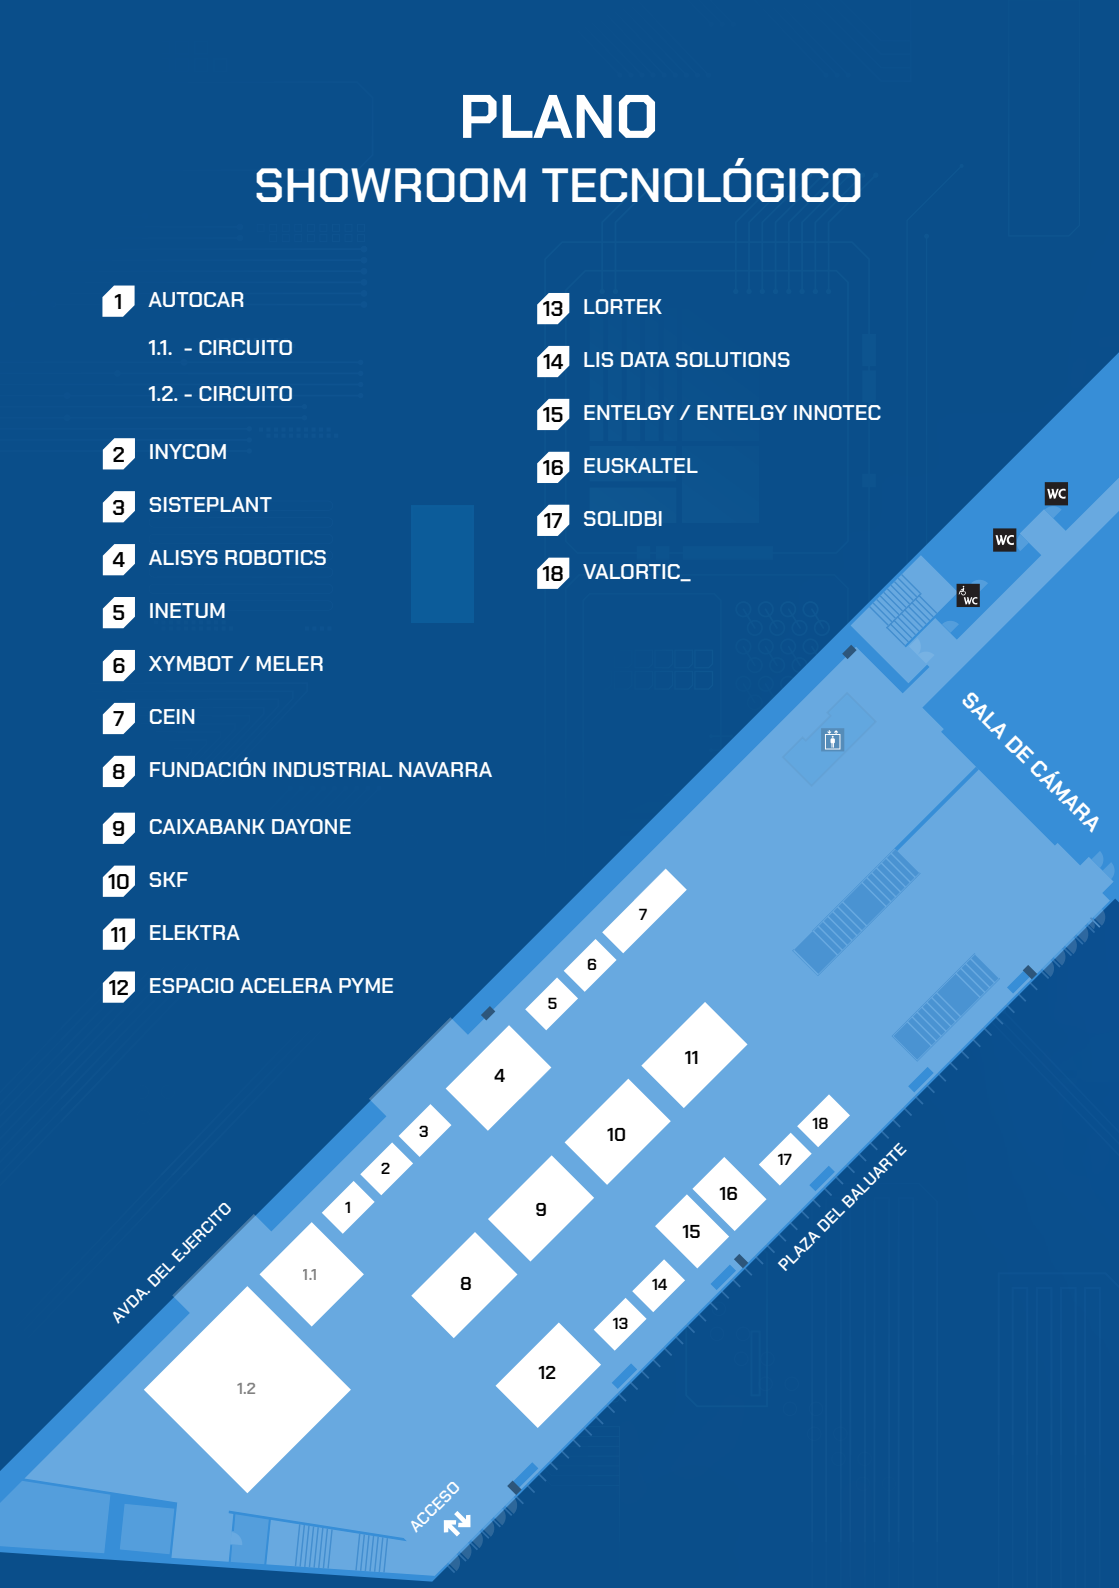 PLANO
SHOWROOM TECNOLÓGICO
1 AUTOCAR
1.1. - CIRCUITO
1.2. - CIRCUITO
2 INYCOM
3 SISTEPLANT
4 ALISYS ROBOTICS
5 INETUM
6 XYMBOT / MELER
7 CEIN
8 FUNDACIÓN INDUSTRIAL NAVARRA
9 CAIXABANK DAYONE
10 SKF
11 ELEKTRA
12 ESPACIO ACELERA PYME
13 LORTEK
14 LIS DATA SOLUTIONS
15 ENTELGY / ENTELGY INNOTEC
16 EUSKALTEL
17 SOLIDBI
18 VALORTIC_
WC
WC
WC
SALA DE CÁMARA
7
6
5
11
4
10
18
3
17
2
16
1
9
15
1.1
8
14
13
12
1.2
AVDA. DEL EJERCITO
PLAZA DEL BALUARTE
ACCESO